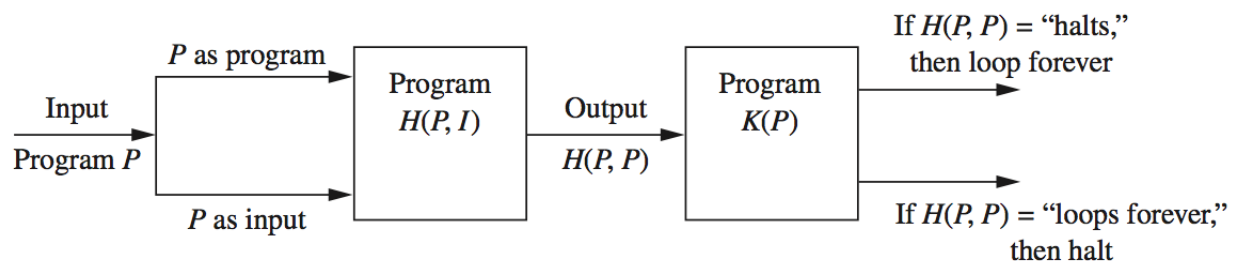 Input
Program P
P as program
P as input
Program
H(P, I)
Output
H(P, P)
Program
K(P)
If H(P, P) = “halts,”
then loop forever
If H(P, P) = “loops forever,”
then halt